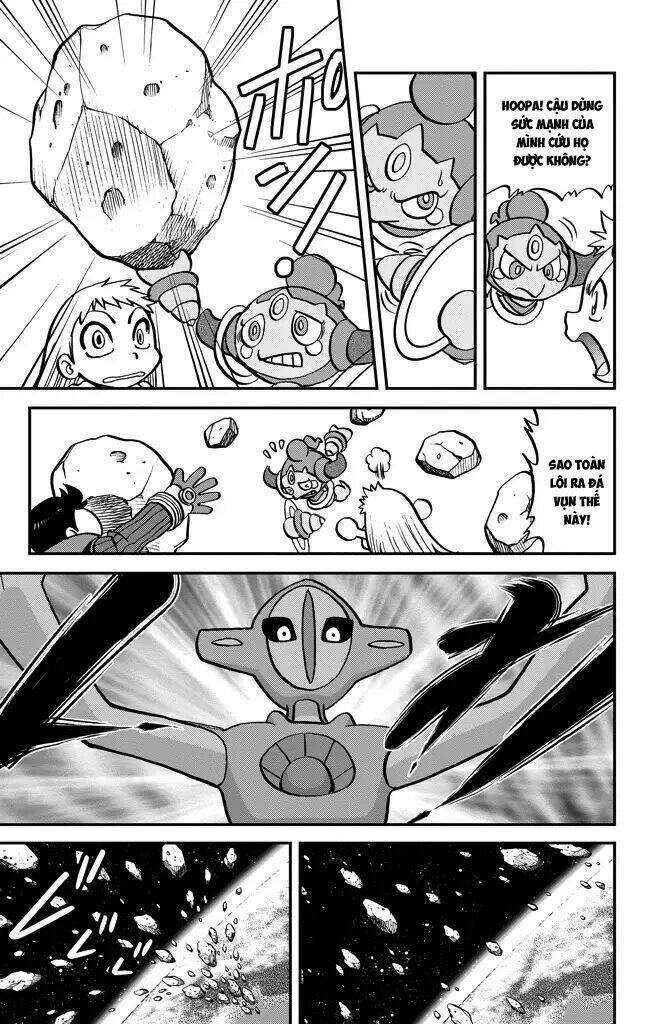 HOOPA! CẬU DÙNG
SỨC MẠNH CỦA
MÌNH CỨU HỌ
ĐƯỢC KHÔNG?
SAO TOÀN
LÔI RA ĐÁ
VỤN THẾ
NÀY!